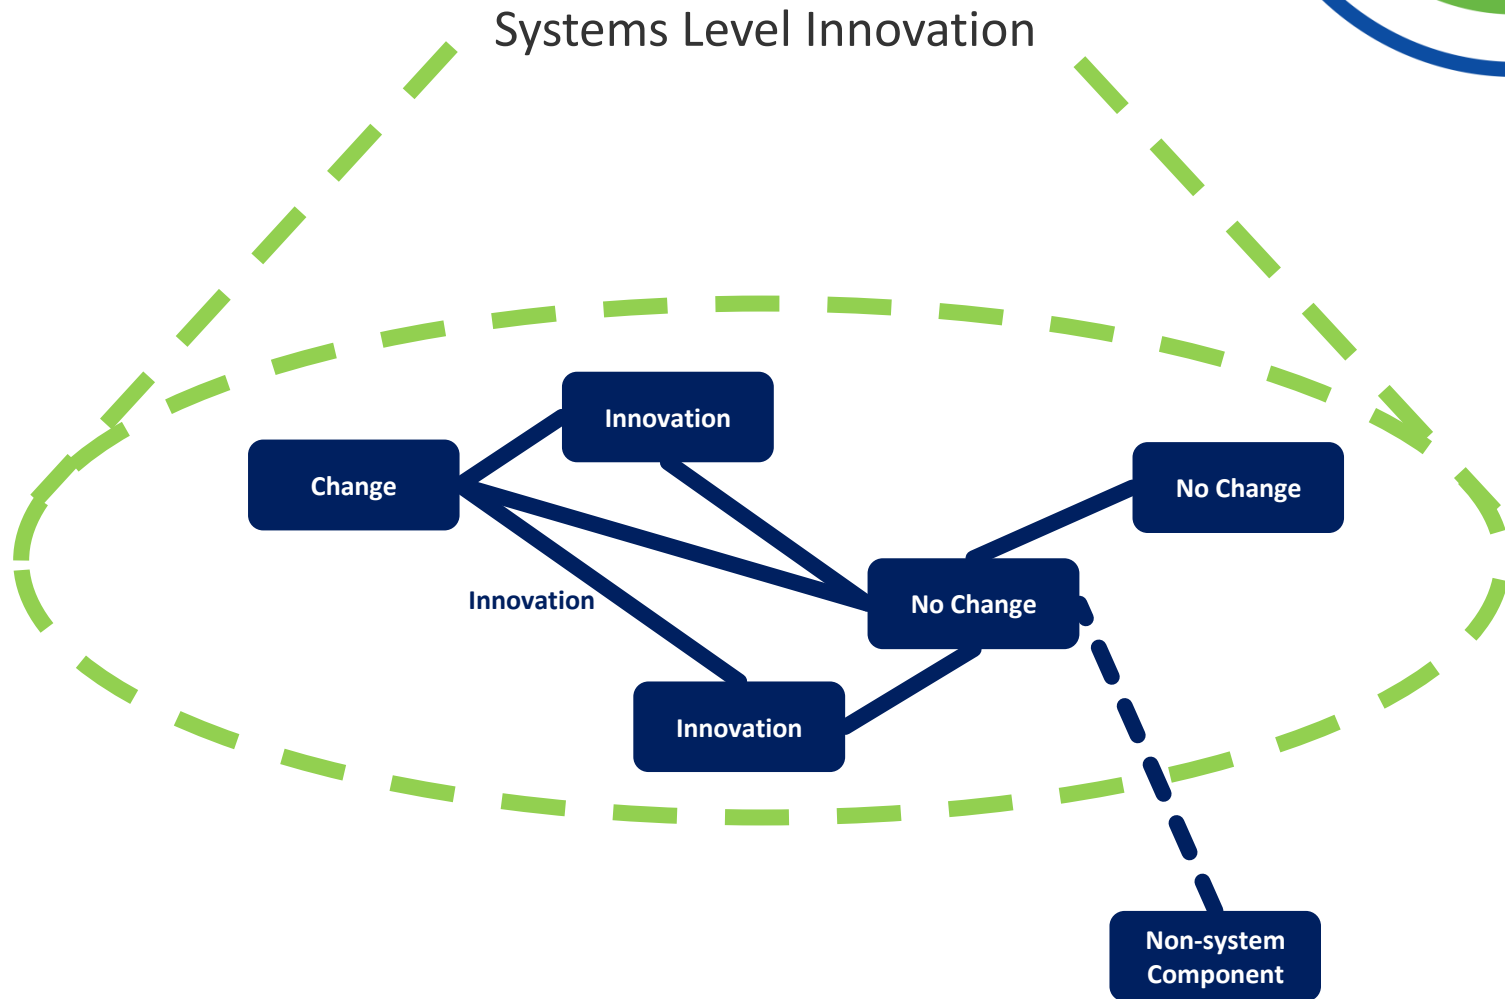 Systems Level Innovation
Innovation
Change
No Change
Innovation
No Change
Innovation
Non-system
Component